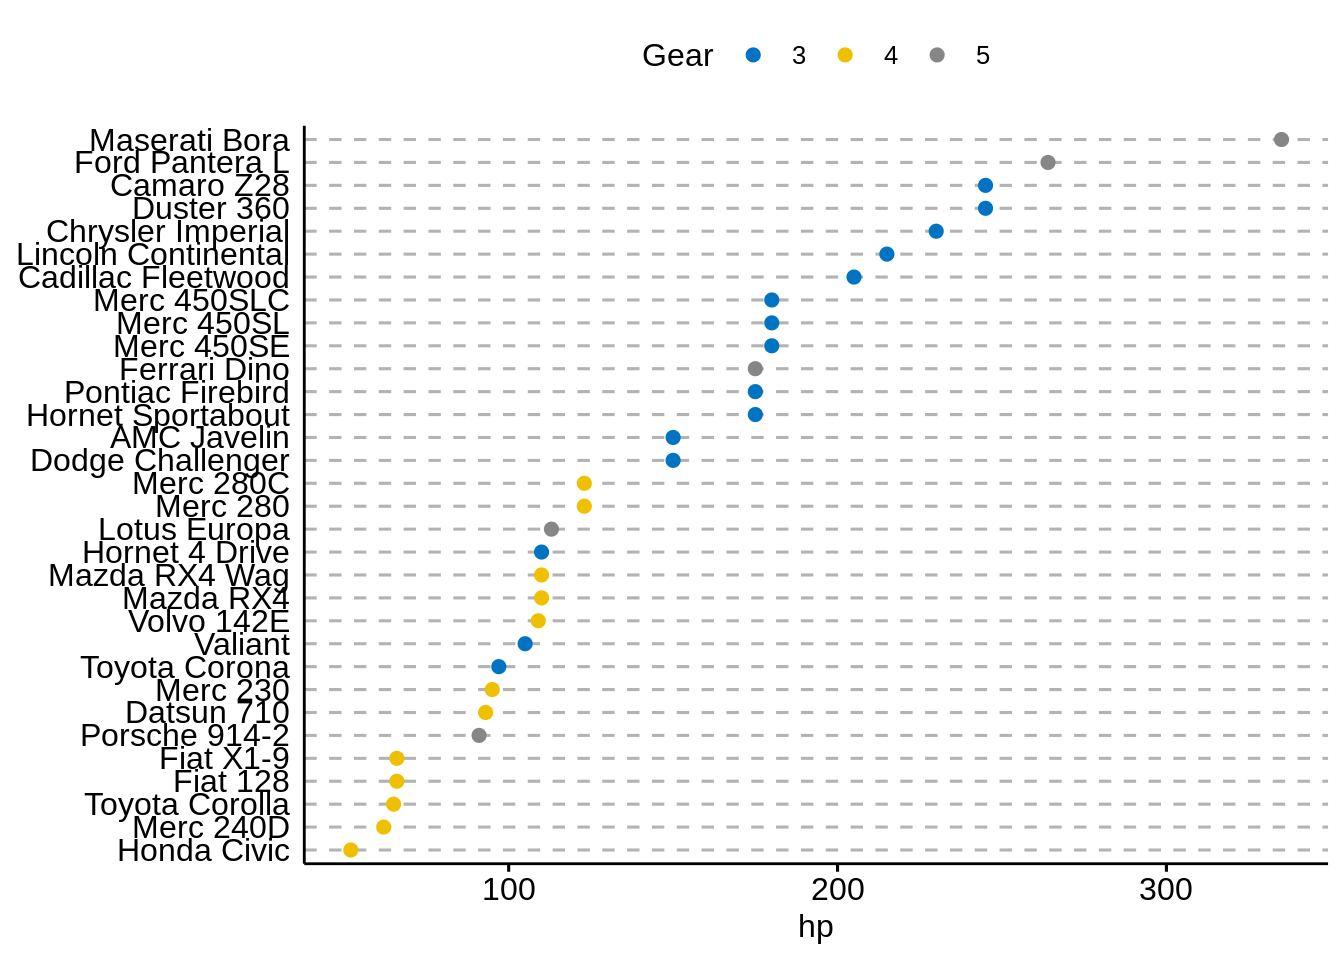 Gear 3 4 5
Maserati Bora
Ford Pantera L
Camaro Z28
Duster 360
Chrysler Imperial
Lincoln Continental
Cadillac Fleetwood
Merc 450SLC
Merc 450SL
Merc 450SE
Ferrari Dino
Pontiac Firebird
Hornet Sportabout
AMC Javelin
Dodge Challenger
Merc 280C
Merc 280
Lotus Europa
Hornet 4 Drive
Mazda RX4 Wag
Mazda RX4
Volvo 142E
Valiant
Toyota Corona
Merc 230
Datsun 710
Porsche 914-2
Fiat X1-9
Fiat 128
Toyota Corolla
Merc 240D
Honda Civic
100 200 300
hp